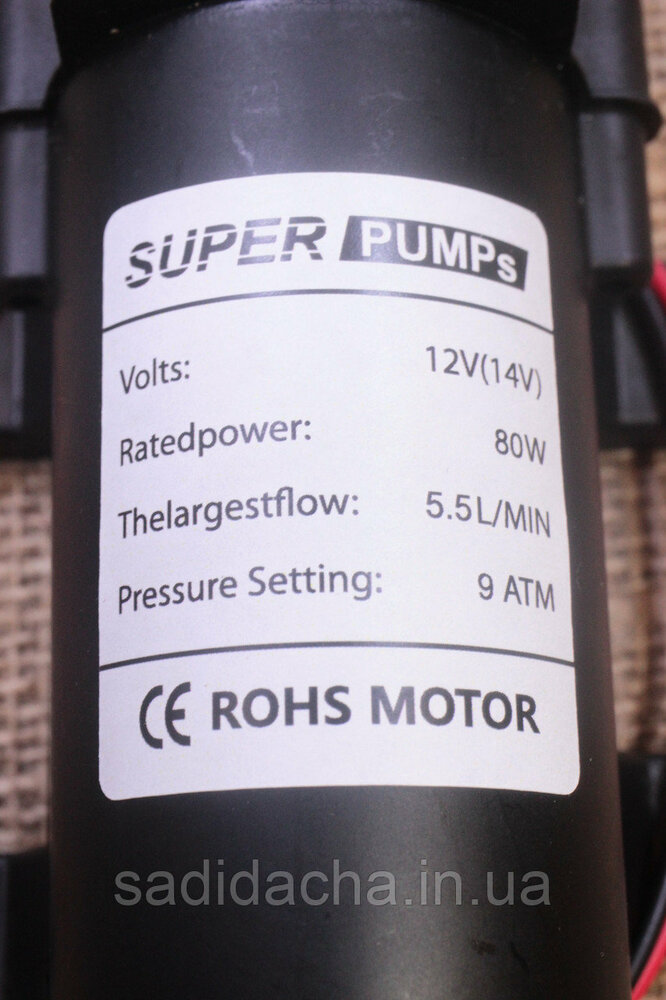 SUPER PUMPs
Volts: 12V(14V)
Ratedpower: 80W
Thelargestflow: 5.5L/MIN
Pressure Setting: 9 ATM
CE ROHS MOTOR
sadidacha.in.ua